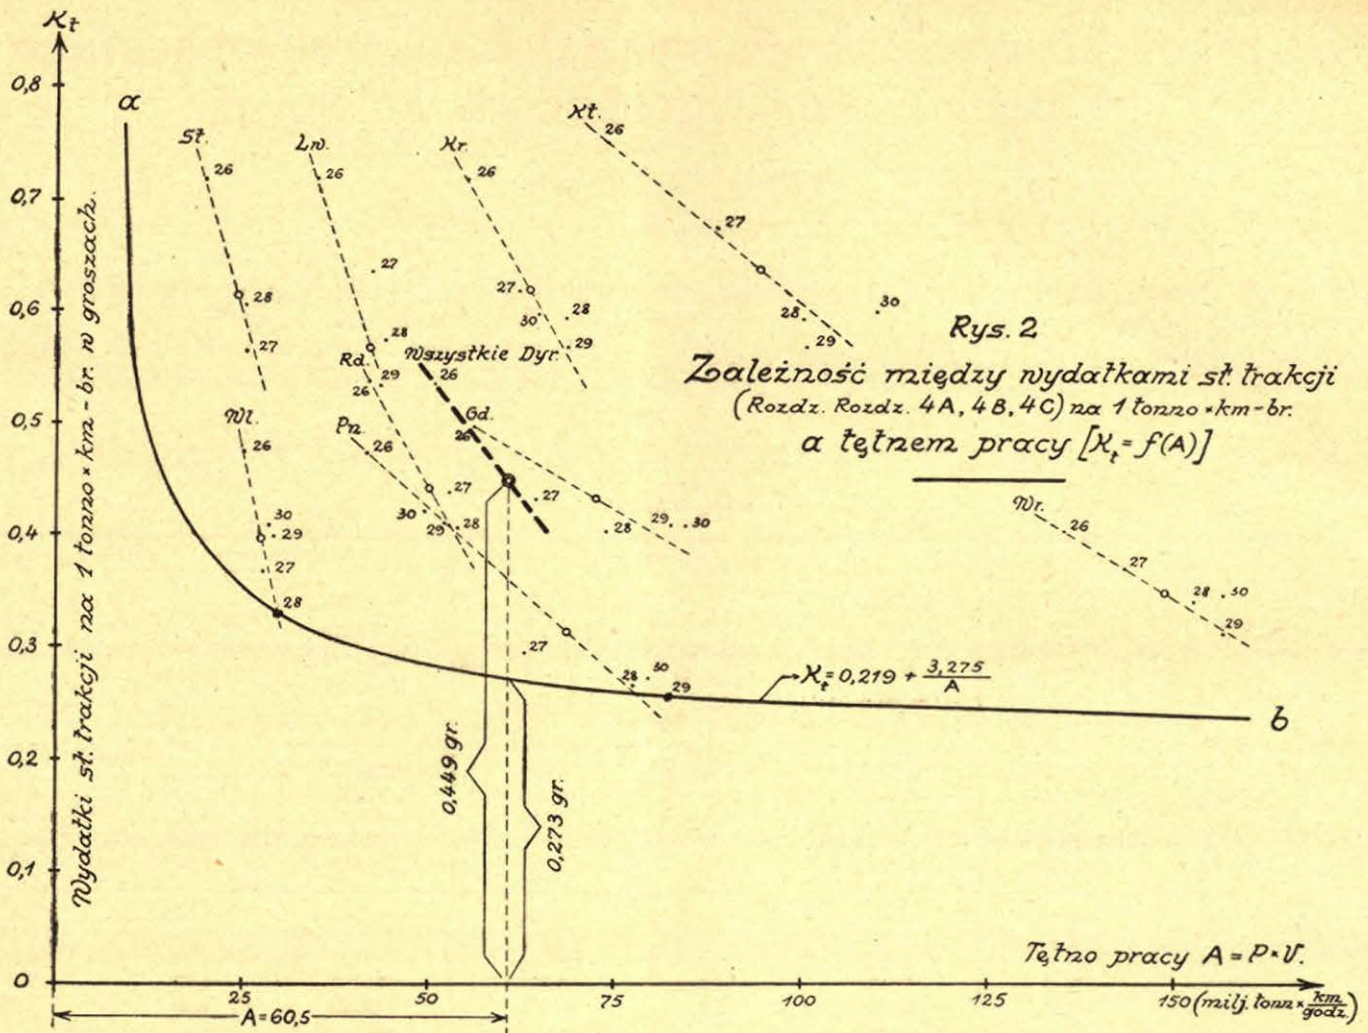 Kt
0,8
0,7
0,6
0,5
0,4
0,3
0,2
0,1
0
Wydatki st. trakcji na 1 tonno×km-br. w groszach.
a
St.
26
28
27
Wł.
26
30
29
27
28
Lw.
26
27
28
29
Rd.
26
27
28
29
30
Pn.
26
27
28
30
29
Kr.
26
27
28
30
29
Wszystkie Dyr.
26
27
Gd.
26
28
29
30
Kt.
26
27
28
29
30
Rys. 2
Zależność między wydatkami st. trakcji
(Rozdz. Rozdz. 4A, 4B, 4C) na 1 tonno×km-br.
a tętnem pracy [Kt=f(A)]
Wr.
26
27
28
30
29
Kt=0,219 + 3,275/A
b
0,449 gr.
0,273 gr.
Tętno pracy A=P×V.
25
50
75
100
125
150 (milj. tonn× km/godz.)
A=60,5